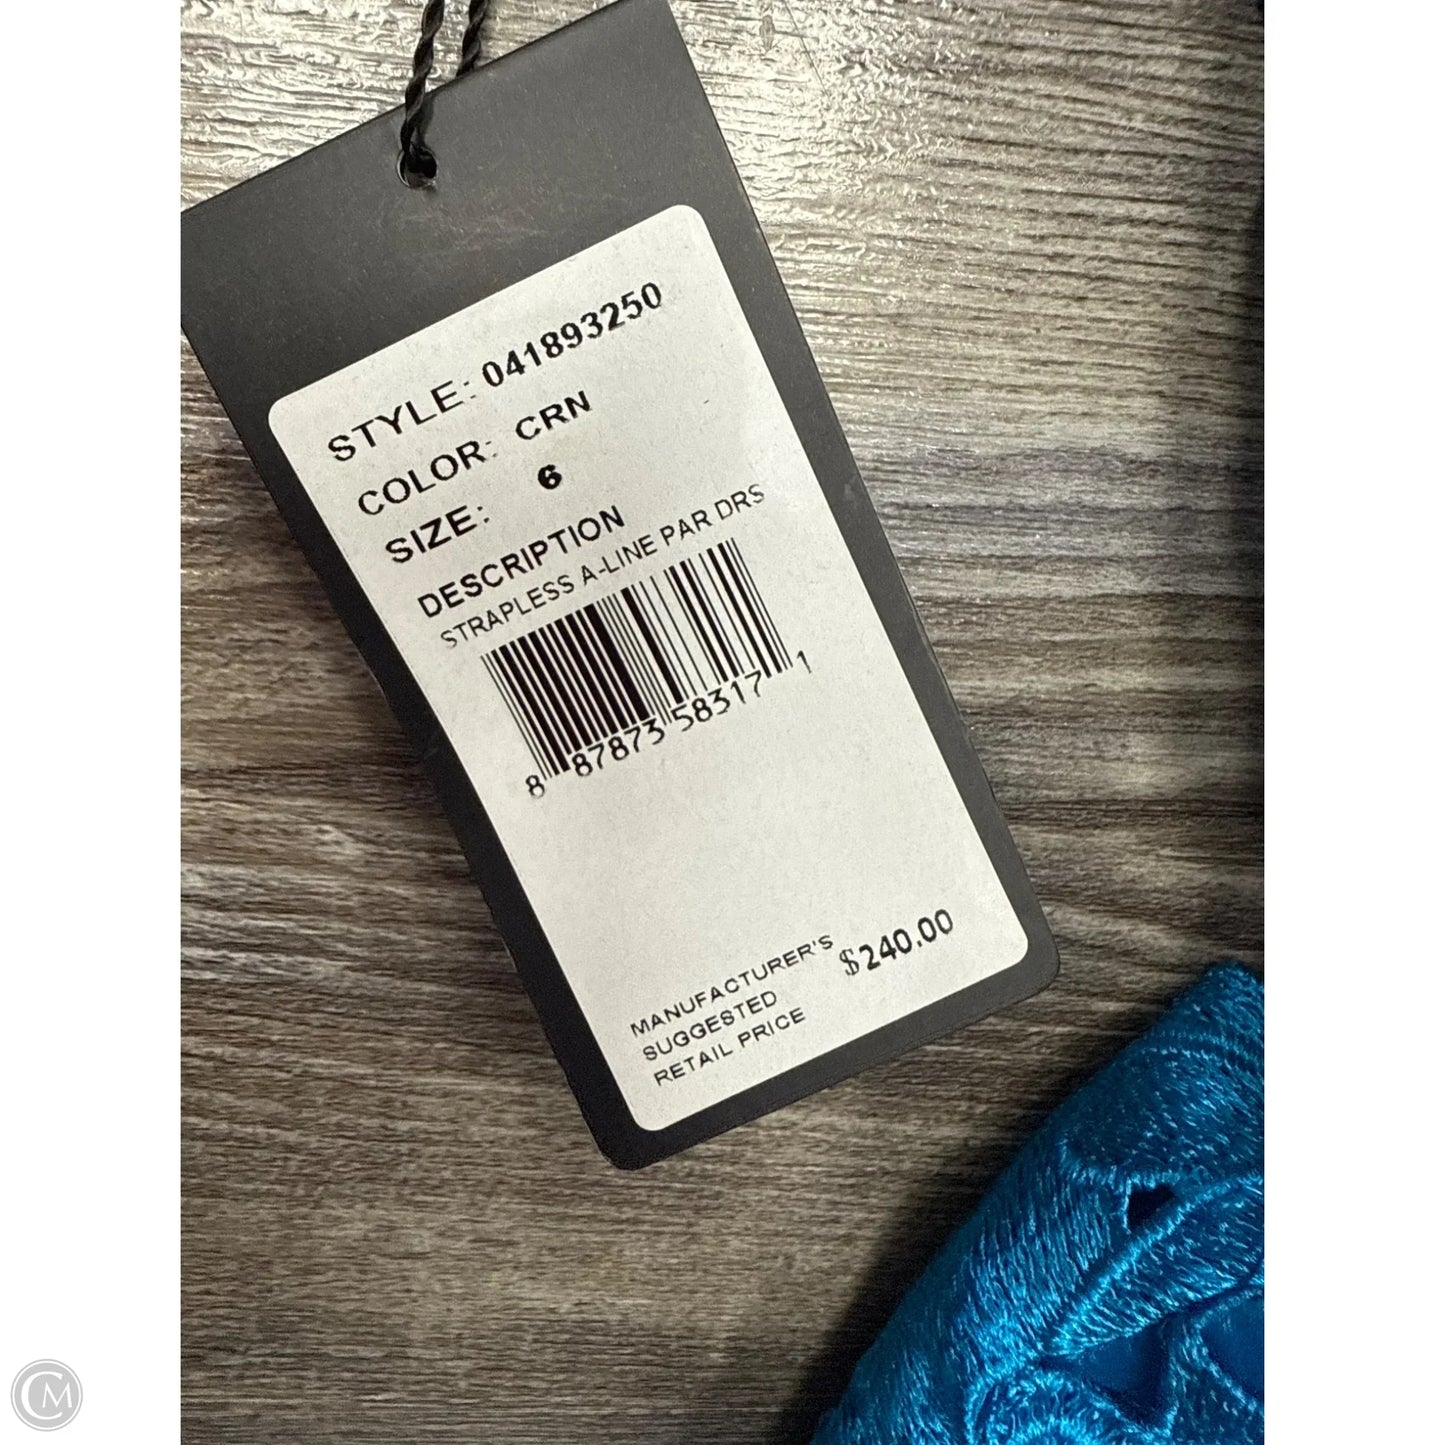 STYLE: 041893250
COLOR: CRN
SIZE: 6
DESCRIPTION
STRAPLESS A-LINE PAR DRS
8 87873 58317 1
MANUFACTURER'S
SUGGESTED
RETAIL PRICE
$240.00
CM